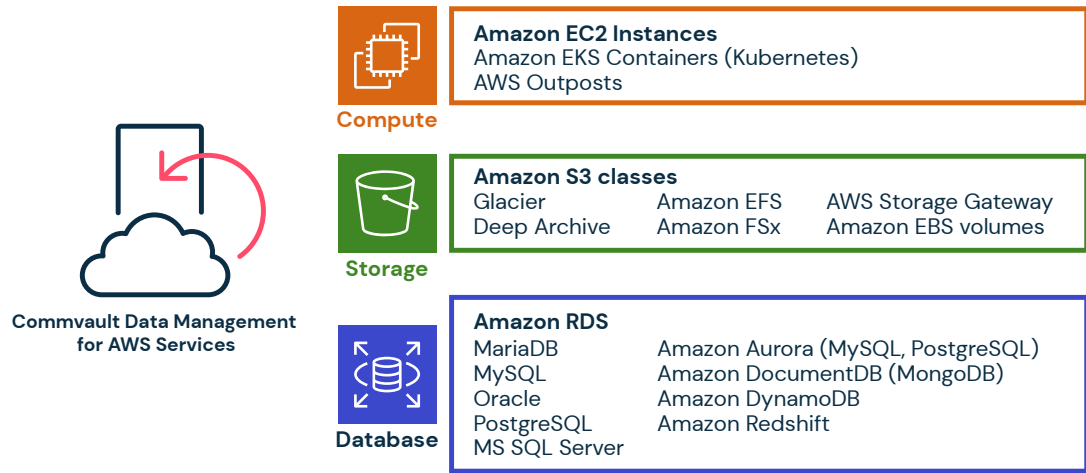 Commvault Data Management
for AWS Services
Compute
Amazon EC2 Instances
Amazon EKS Containers (Kubernetes)
AWS Outposts
Storage
Amazon S3 classes
Glacier
Deep Archive
Amazon EFS
Amazon FSx
AWS Storage Gateway
Amazon EBS volumes
Database
Amazon RDS
MariaDB
MySQL
Oracle
PostgreSQL
MS SQL Server
Amazon Aurora (MySQL, PostgreSQL)
Amazon DocumentDB (MongoDB)
Amazon DynamoDB
Amazon Redshift